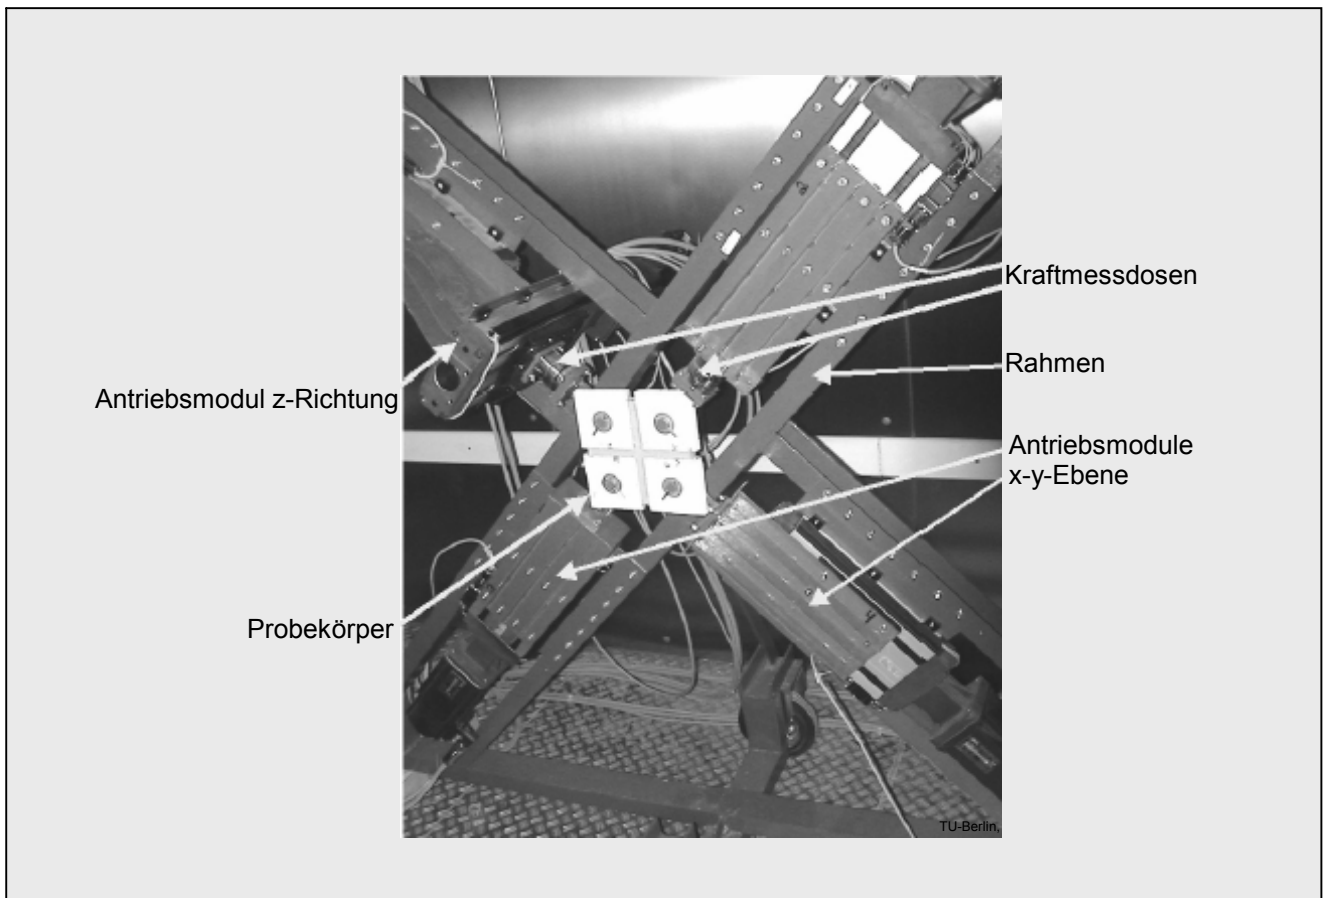 Kraftmessdosen
Rahmen
Antriebsmodul z-Richtung
Antriebsmodule
x-y-Ebene
Probekörper
TU-Berlin,